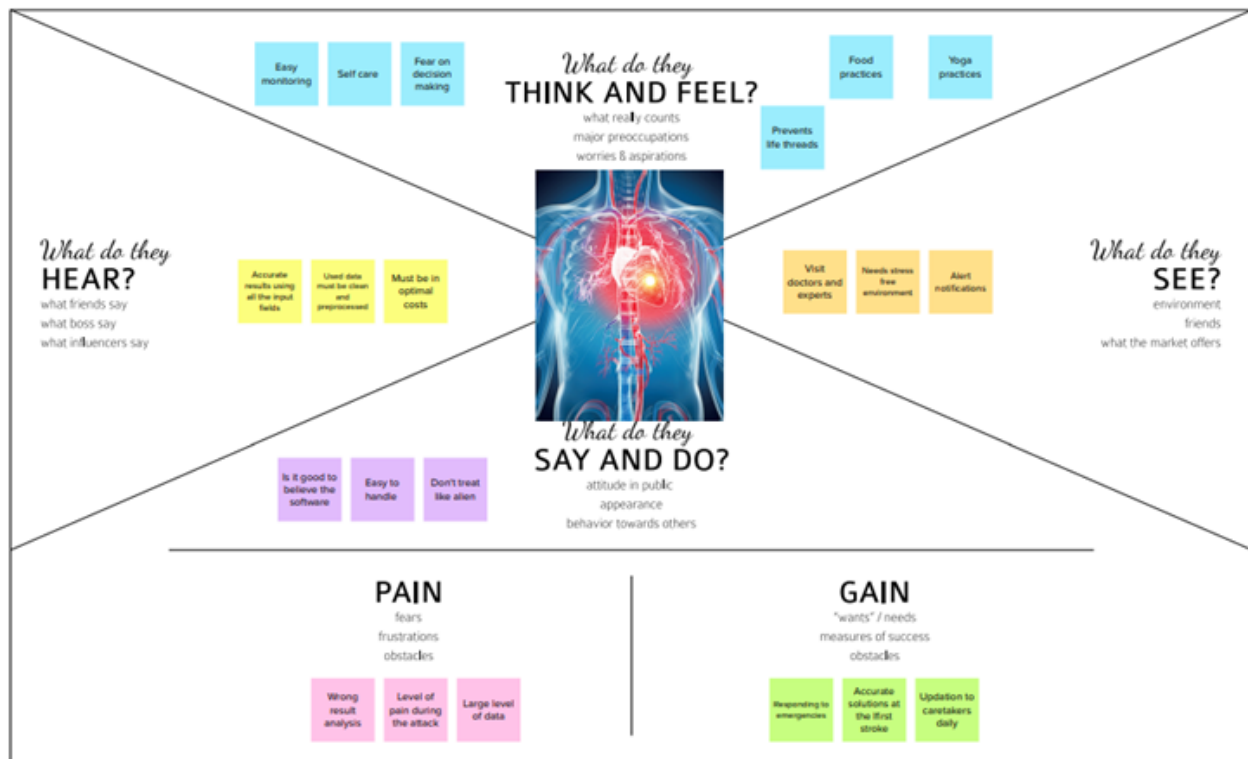 Easy
monitoring
Self care
Fear on
decision
making
What do they
THINK AND FEEL?
what really counts
major preoccupations
worries & aspirations
Food
practices
Yoga
practices
Prevents
life threads
What do they
HEAR?
what friends say
what boss say
what influencers say
Accurate
results using
all the input
fields
Used data
must be clean
and
preprocessed
Must be in
optimal
costs
Visit
doctors and
experts
Needs stress
free
environment
Alert
notifications
What do they
SEE?
environment
friends
what the market offers
What do they
SAY AND DO?
attitude in public
appearance
behavior towards others
Is it good to
believe the
software
Easy to
handle
Don't treat
like alien
PAIN
fears
frustrations
obstacles
Wrong
result
analysis
Level of
pain during
the attack
Large level
of data
GAIN
"wants" / needs
measures of success
obstacles
Responding to
emergencies
Accurate
solutions at
the lfirst
stroke
Updation to
caretakers
daily